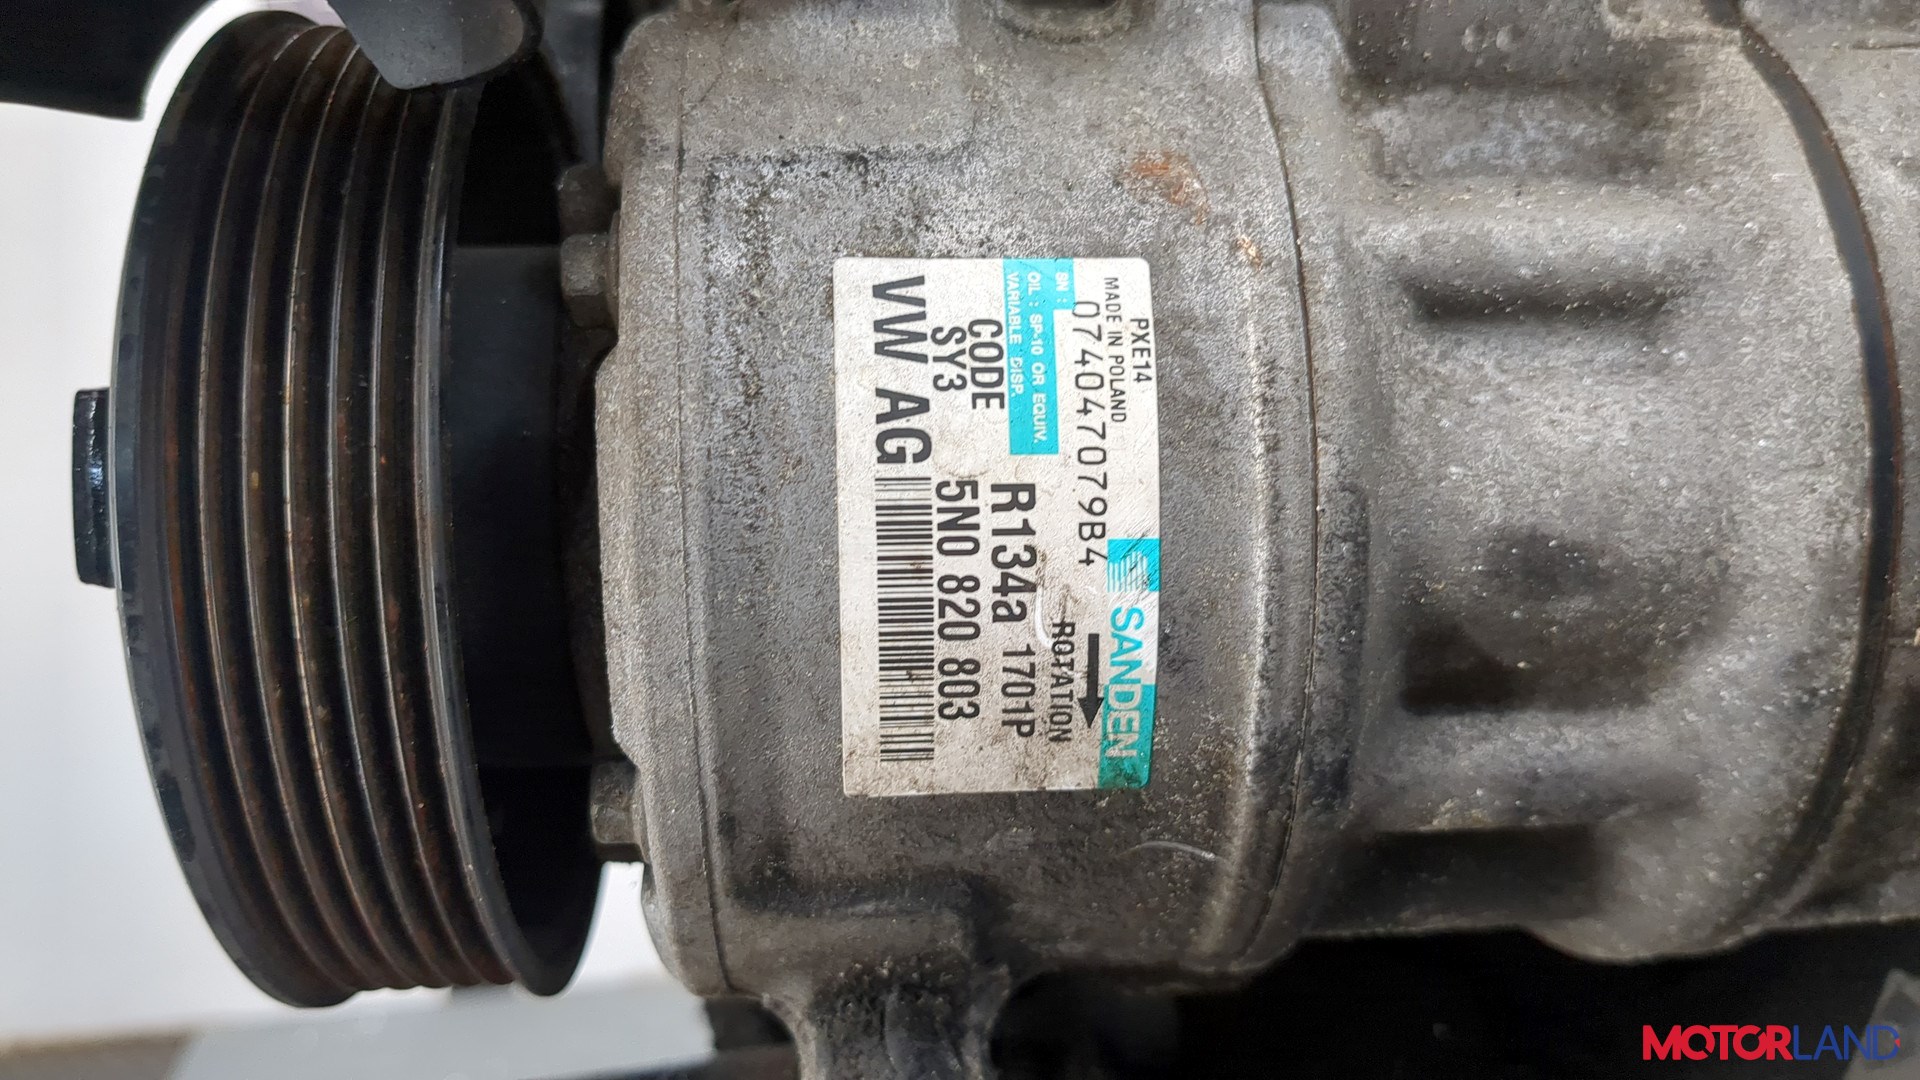 PXE14
MADE IN POLAND
SANDEN
SN : 074047079B4
OIL : SP-10 OR EQUIV.
VARIABLE DISP.
ROTATION
CODE
SY3
R134a 1701P
5N0 820 803
VW AG
MOTORLAND